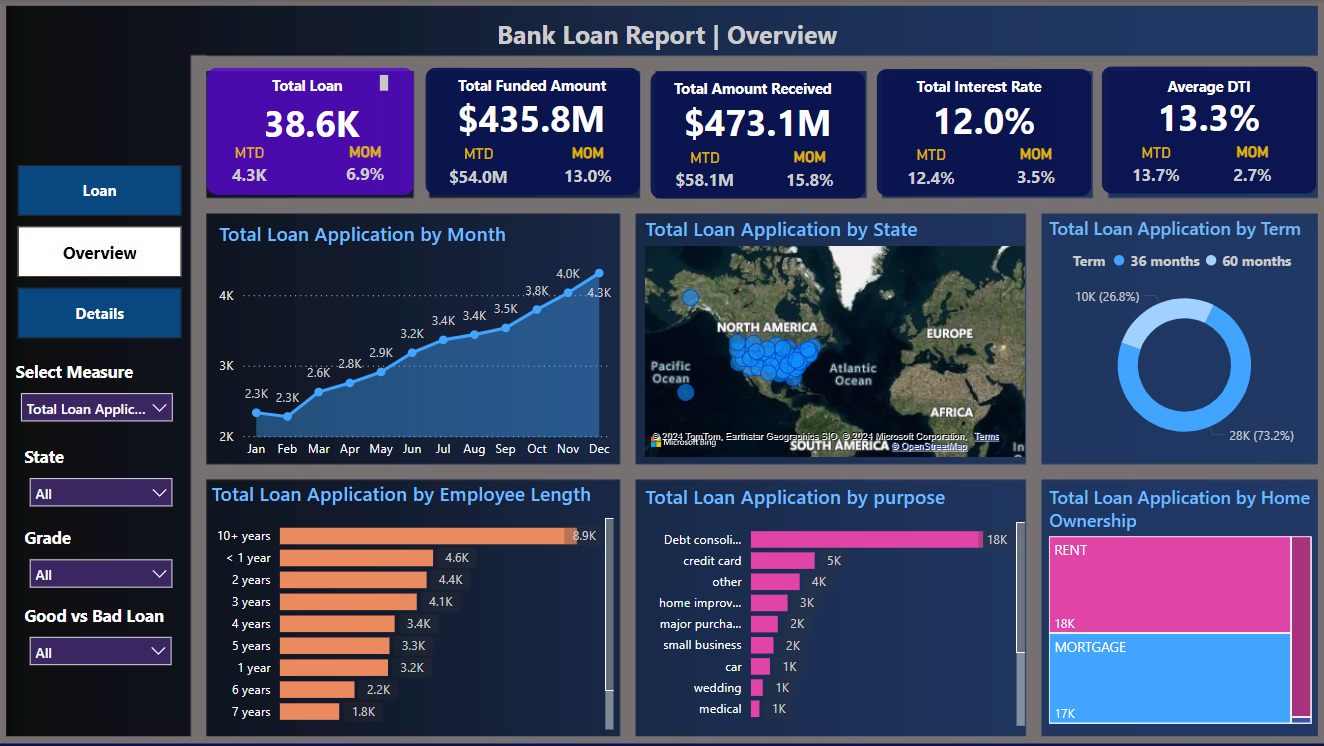 Bank Loan Report | Overview
Total Loan
38.6K
MTD
MOM
4.3K
6.9%
Total Funded Amount
$435.8M
MTD
MOM
$54.0M
13.0%
Total Amount Received
$473.1M
MTD
MOM
$58.1M
15.8%
Total Interest Rate
12.0%
MTD
MOM
12.4%
3.5%
Average DTI
13.3%
MTD
MOM
13.7%
2.7%
Loan
Overview
Details
Select Measure
Total Loan Applic...
State
All
Grade
All
Good vs Bad Loan
All
Total Loan Application by Month
4K
3K
2K
2.3K
2.3K
2.6K
2.8K
2.9K
3.2K
3.4K
3.4K
3.5K
3.8K
4.0K
4.3K
Jan Feb Mar Apr May Jun Jul Aug Sep Oct Nov Dec
Total Loan Application by State
NORTH AMERICA
EUROPE
Pacific
Ocean
Atlantic
Ocean
AFRICA
SOUTH AMERICA
In
© 2024 TomTom, Earthstar Geographics SIO, © 2024 Microsoft Corporation, Terms
© OpenStreetMap
Microsoft Bing
Total Loan Application by Term
Term 36 months 60 months
10K (26.8%)
28K (73.2%)
Total Loan Application by Employee Length
10+ years 8.9K
< 1 year 4.6K
2 years 4.4K
3 years 4.1K
4 years 3.4K
5 years 3.3K
1 year 3.2K
6 years 2.2K
7 years 1.8K
Total Loan Application by purpose
Debt consoli... 18K
credit card 5K
other 4K
home improv... 3K
major purcha... 2K
small business 2K
car 1K
wedding 1K
medical 1K
Total Loan Application by Home
Ownership
RENT
18K
MORTGAGE
17K